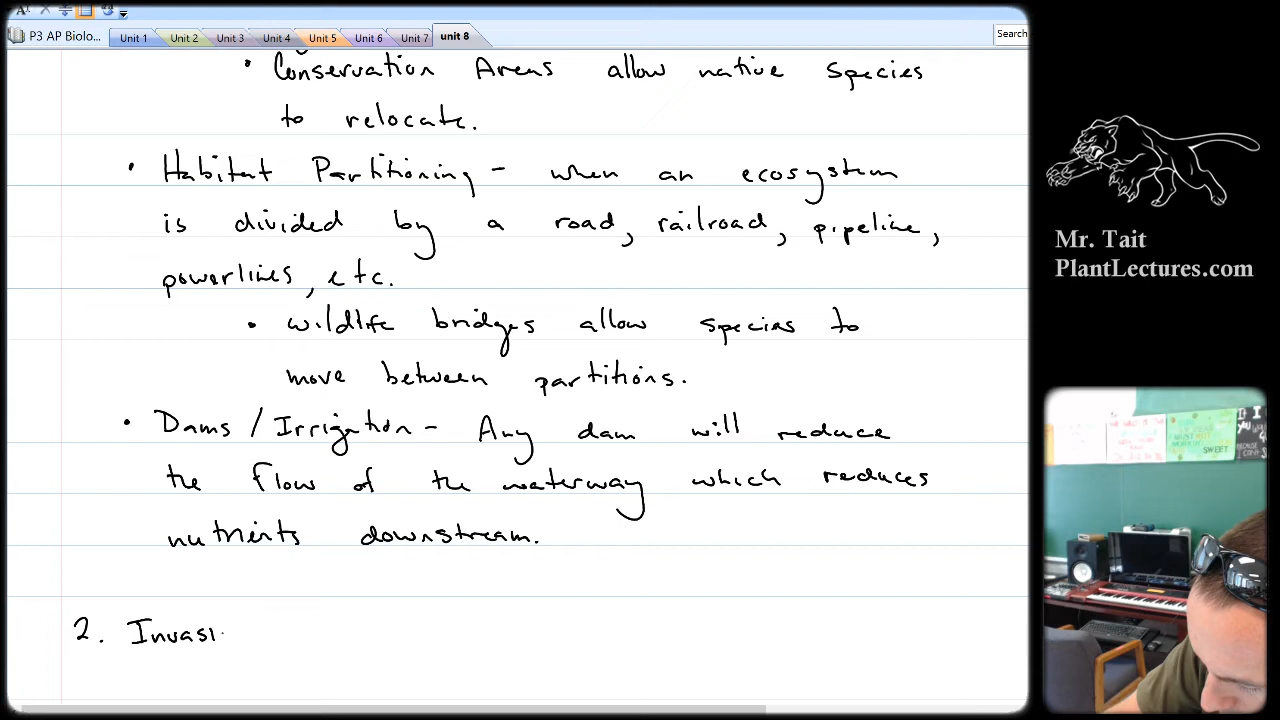 P3 AP Biolo...
Unit 1
Unit 2
Unit 3
Unit 4
Unit 5
Unit 6
Unit 7
unit 8
Search
• Conservation Areas allow native species
to relocate.
• Habitat Partitioning - when an ecosystem
is divided by a road, railroad, pipeline,
powerlines, etc.
• wildlife bridges allow species to
move between partitions.
• Dams / Irrigation - Any dam will reduce
the flow of the waterway which reduces
nutrients downstream.
2. Invasi
Mr. Tait
PlantLectures.com
SWEET